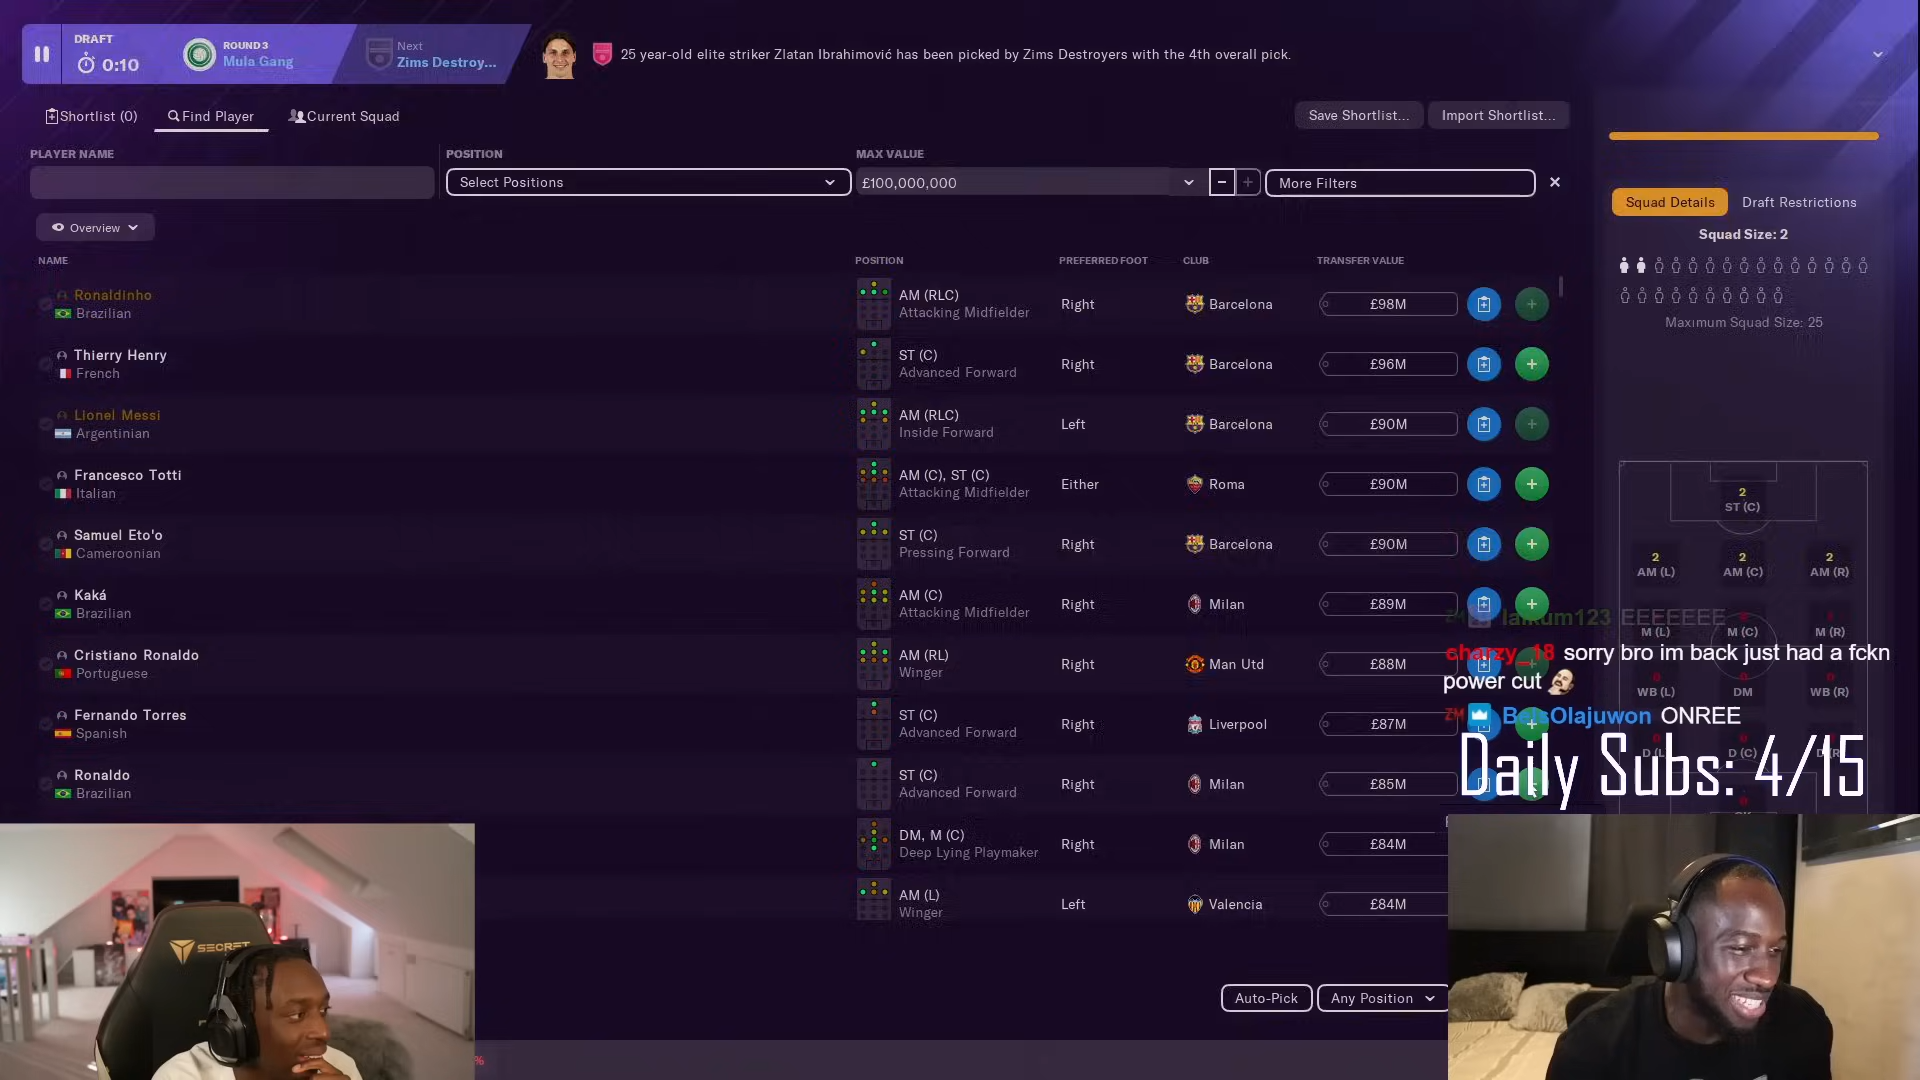 DRAFT
0:10
ROUND 3
Mula Gang
Next
Zims Destroy...
25 year-old elite striker Zlatan Ibrahimović has been picked by Zims Destroyers with the 4th overall pick.
Shortlist (0)
Find Player
Current Squad
Save Shortlist...
Import Shortlist...
PLAYER NAME
POSITION
MAX VALUE
Select Positions
£100,000,000
More Filters
Overview
NAME
POSITION
PREFERRED FOOT
CLUB
TRANSFER VALUE
Ronaldinho
Brazilian
AM (RLC)
Attacking Midfielder
Right
Barcelona
£98M
Thierry Henry
French
ST (C)
Advanced Forward
Right
Barcelona
£96M
Lionel Messi
Argentinian
AM (RLC)
Inside Forward
Left
Barcelona
£90M
Francesco Totti
Italian
AM (C), ST (C)
Attacking Midfielder
Either
Roma
£90M
Samuel Eto'o
Cameroonian
ST (C)
Pressing Forward
Right
Barcelona
£90M
Kaká
Brazilian
AM (C)
Attacking Midfielder
Right
Milan
£89M
Cristiano Ronaldo
Portuguese
AM (RL)
Winger
Right
Man Utd
£88M
Fernando Torres
Spanish
ST (C)
Advanced Forward
Right
Liverpool
£87M
Ronaldo
Brazilian
ST (C)
Advanced Forward
Right
Milan
£85M
DM, M (C)
Deep Lying Playmaker
Right
Milan
£84M
AM (L)
Winger
Left
Valencia
£84M
Auto-Pick
Any Position
Squad Details
Draft Restrictions
Squad Size: 2
Maximum Squad Size: 25
2
ST (C)
2
AM (L)
2
AM (C)
2
AM (R)
M (L)
M (C)
M (R)
0
WB (L)
DM
0
WB (R)
D (C)
EEEEEEE
charzy_18 sorry bro im back just had a fckn
power cut
BelsOlajuwon ONREE
Daily Subs: 4/15
SECRET
%